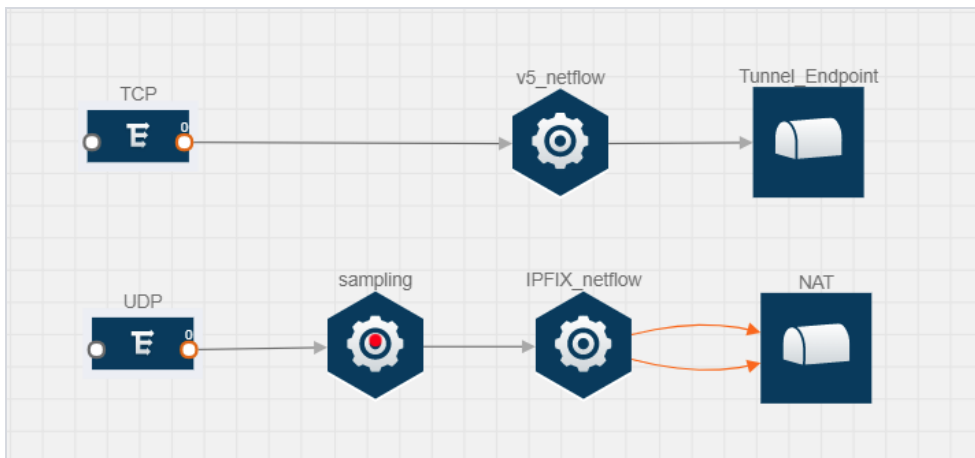 v5_netflow
Tunnel_Endpoint
TCP
0
sampling
IPFIX_netflow
NAT
UDP
0